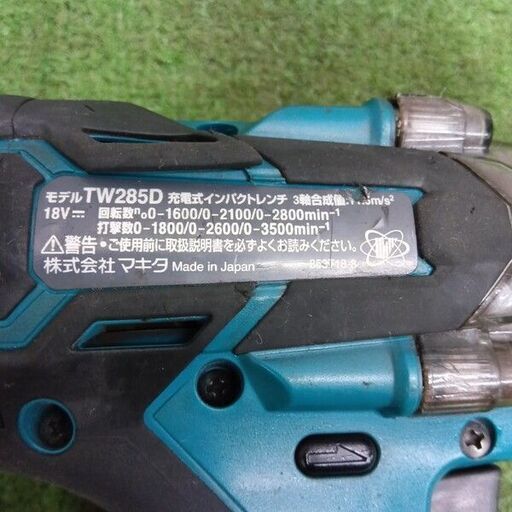 モデルTW285D 充電式インパクトレンチ 3軸合成値 m/s²
18V⎓ 回転数n₀0-1600/0-2100/0-2800min⁻¹
打撃数0-1800/0-2600/0-3500min⁻¹
⚠警告・ご使用前に取扱説明書を必ずよくお読みください。
株式会社 マキタ Made in Japan